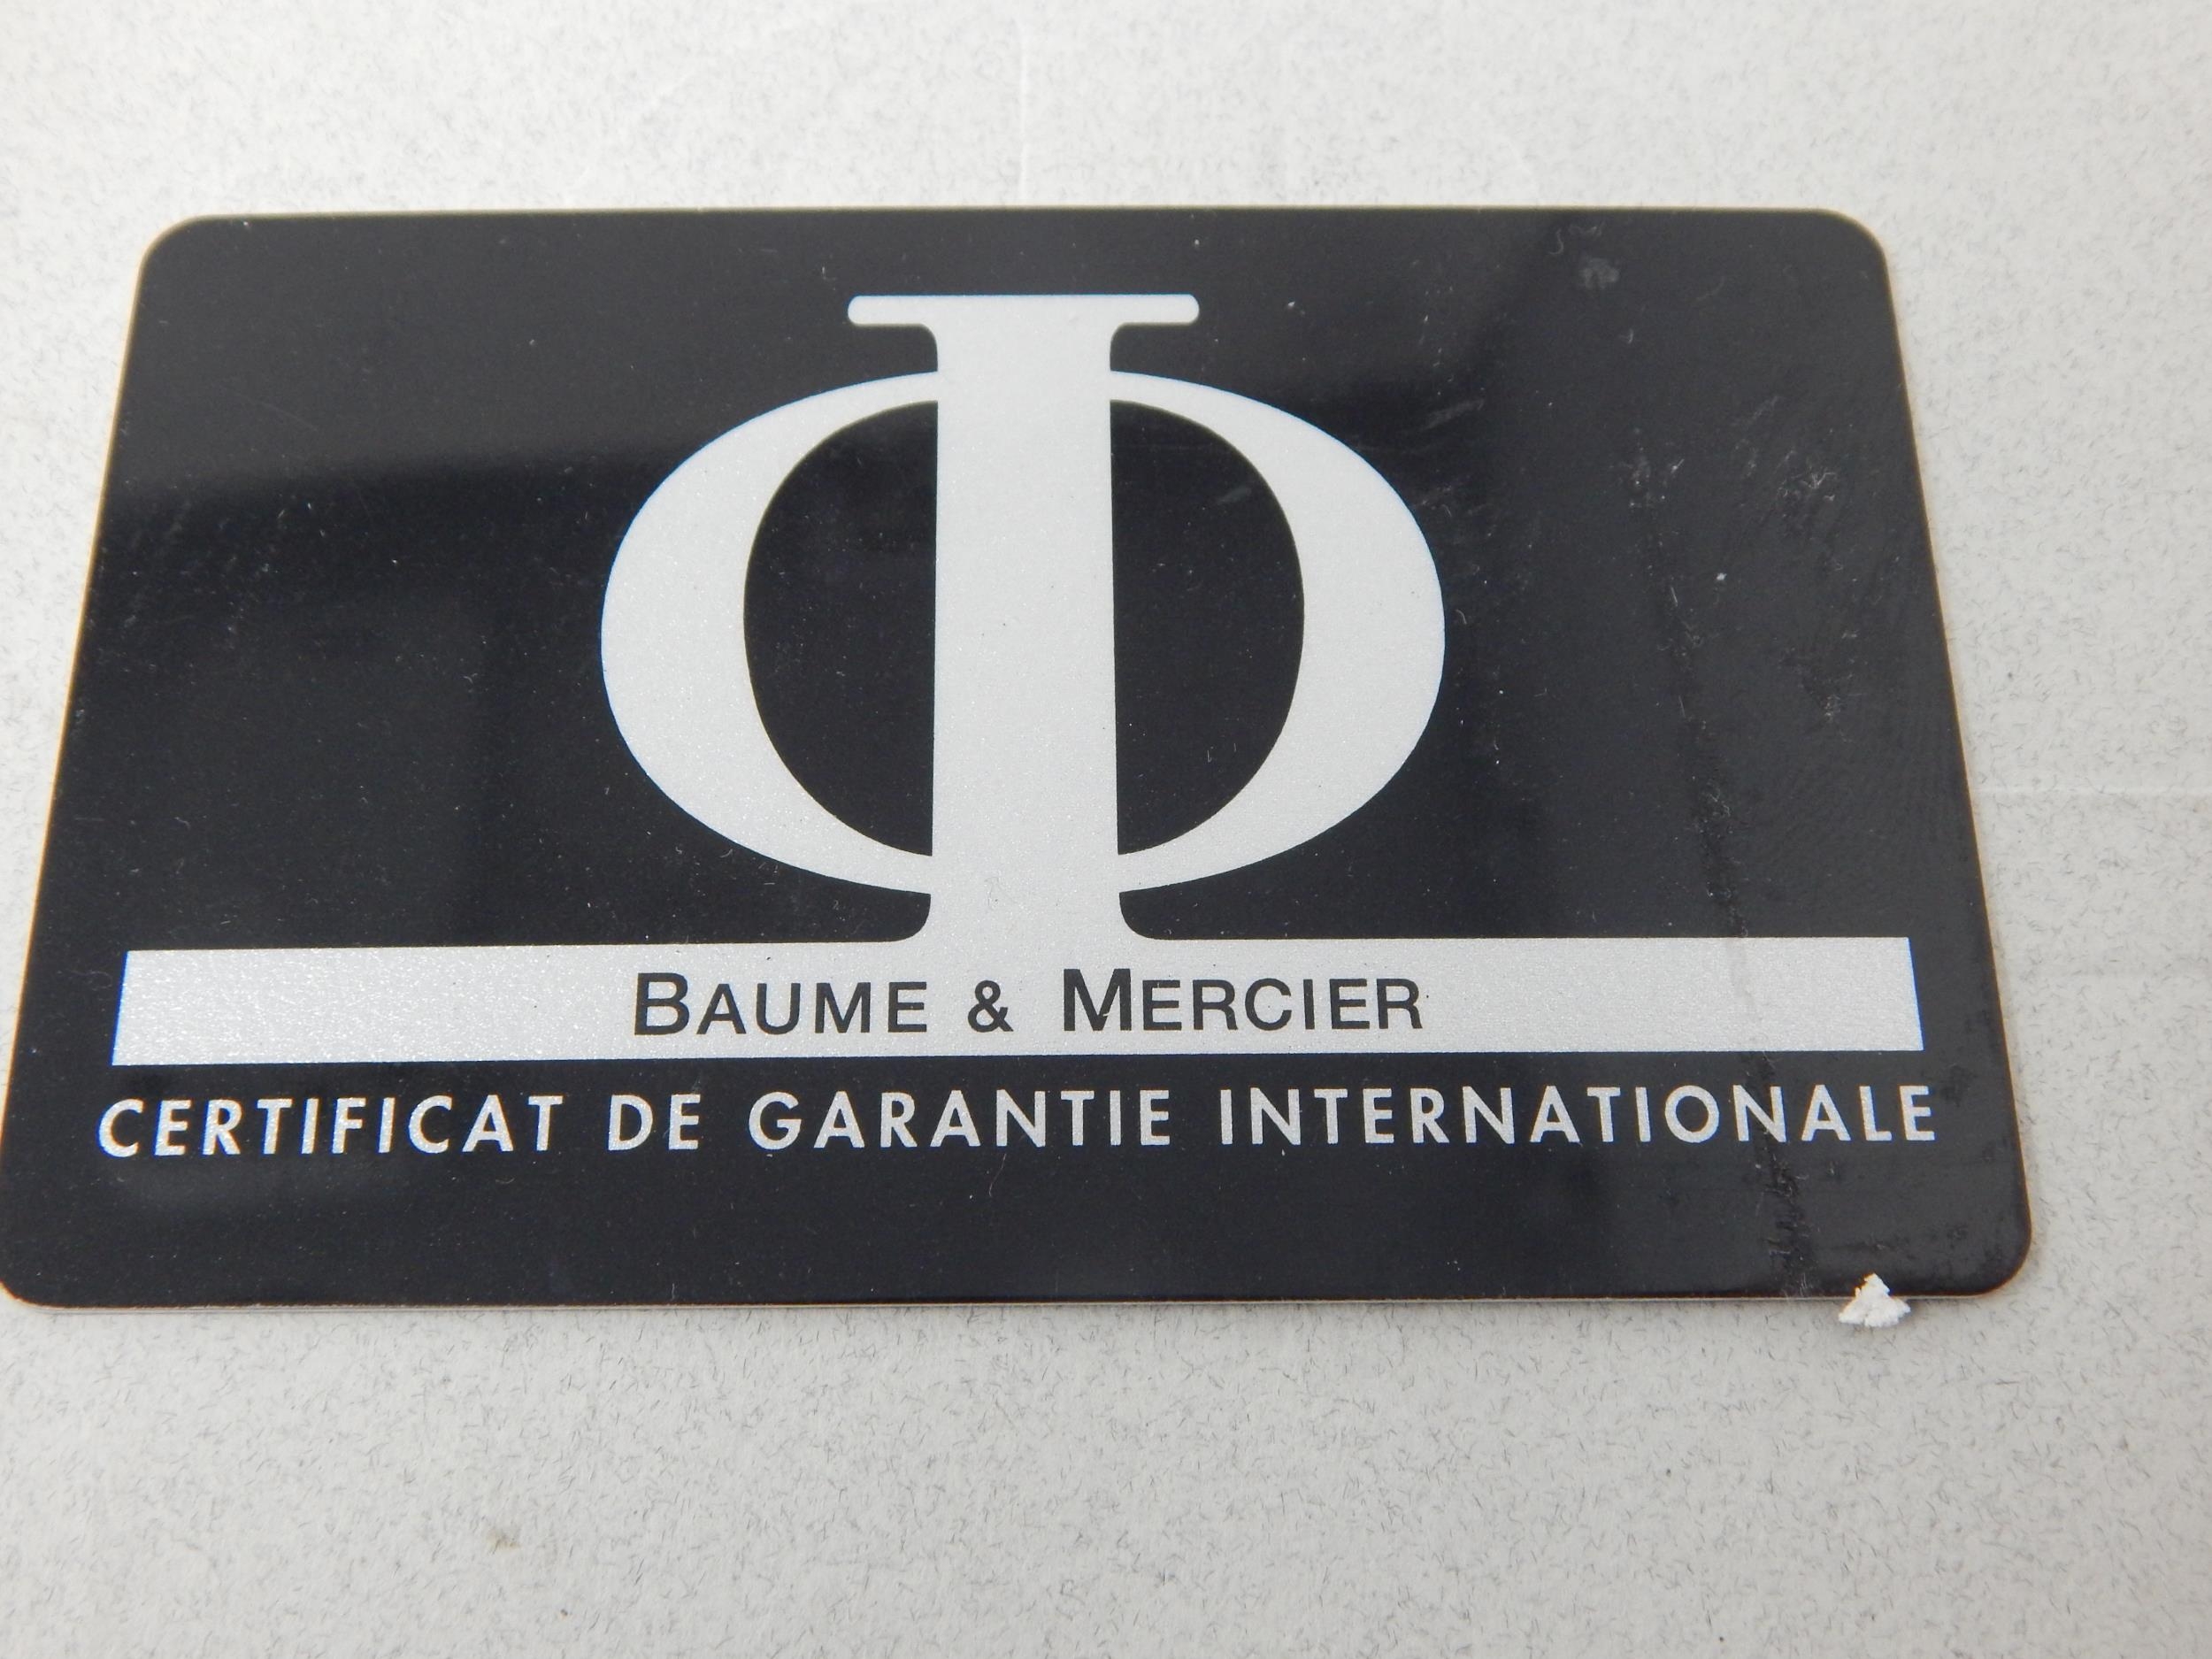 BAUME & MERCIER
CERTIFICAT DE GARANTIE INTERNATIONALE